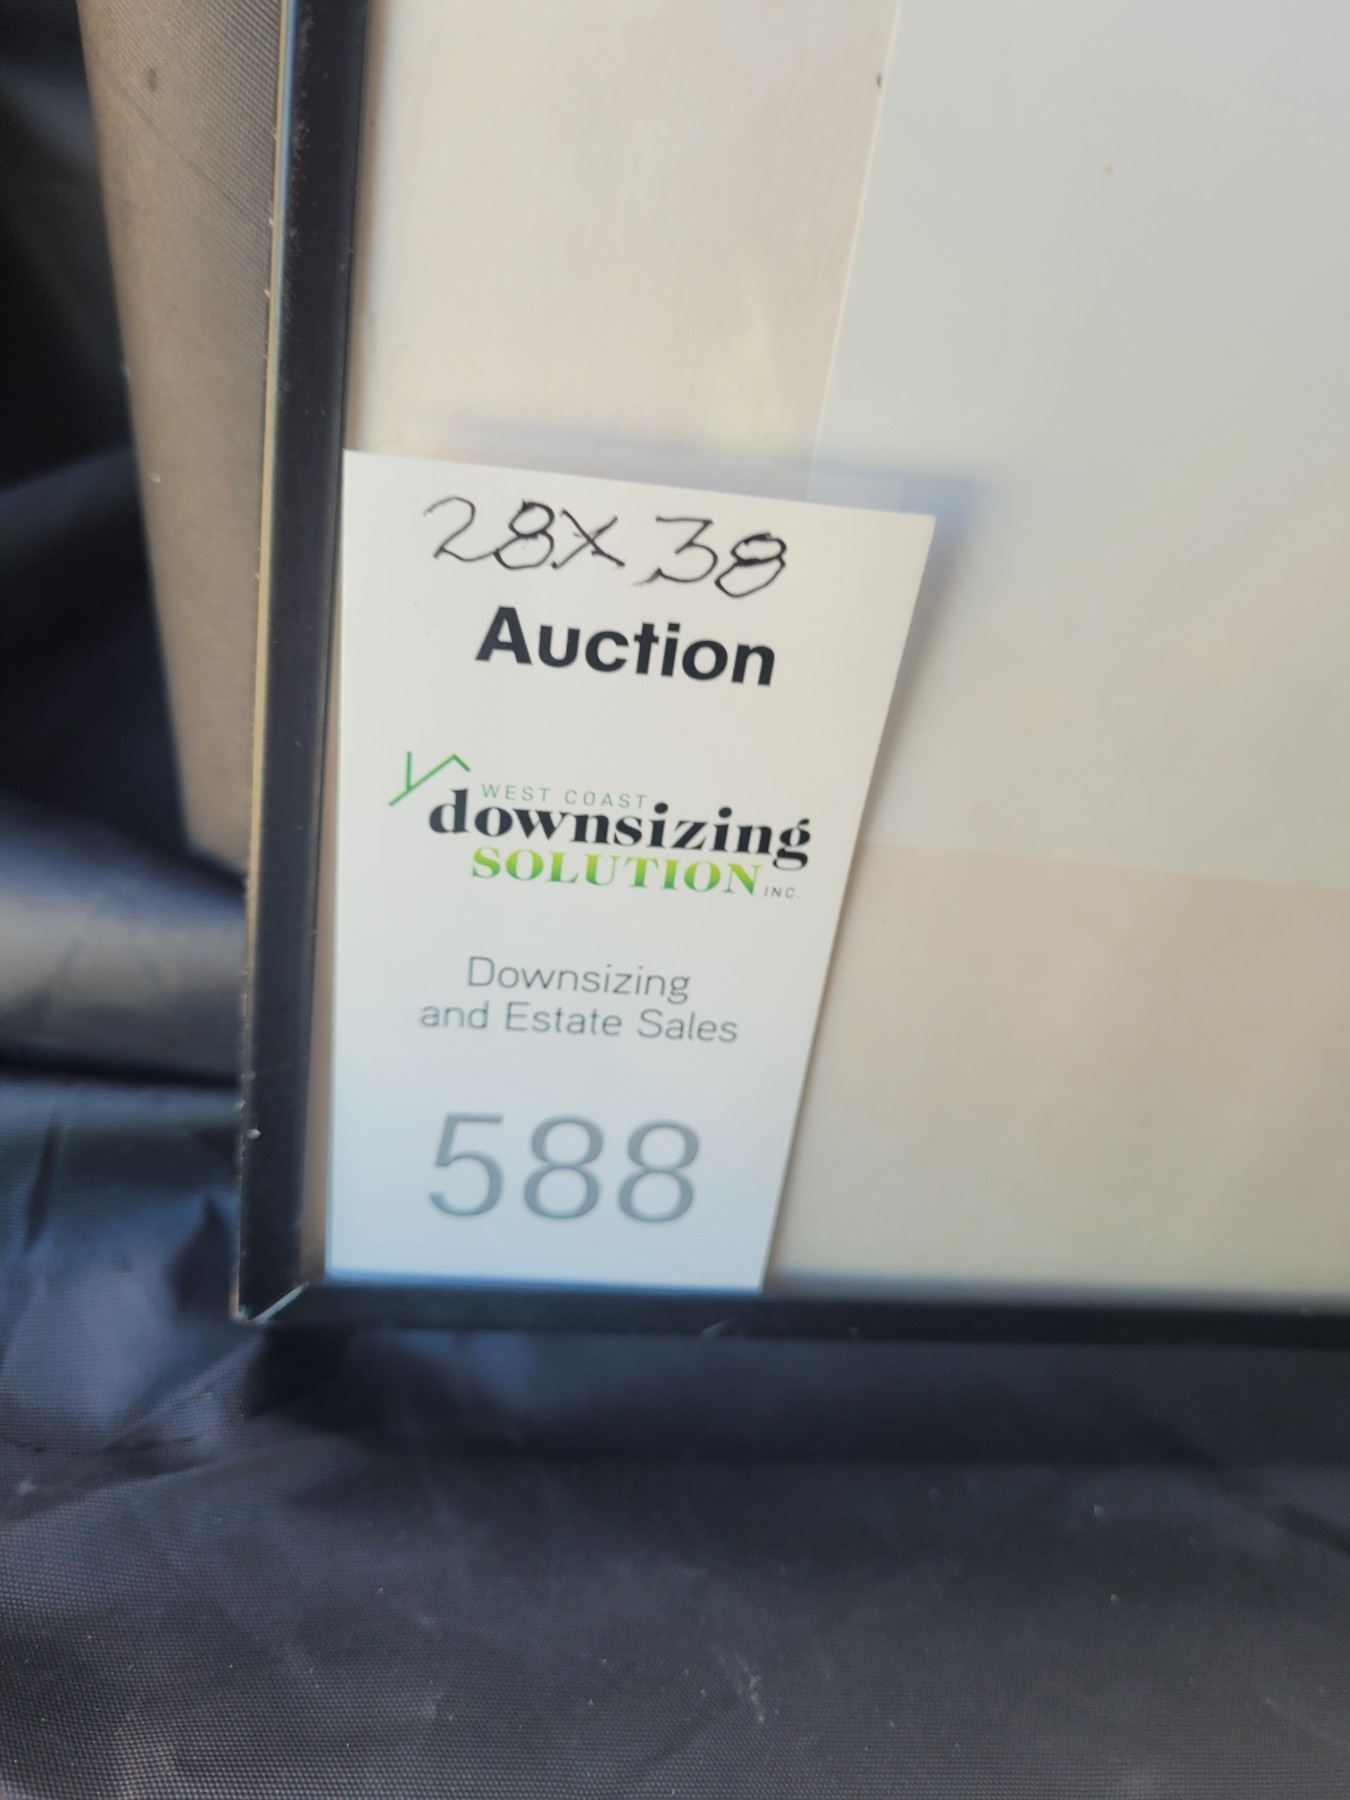 28x38
Auction
WEST COAST
downsizing
SOLUTION INC.
Downsizing
and Estate Sales
588